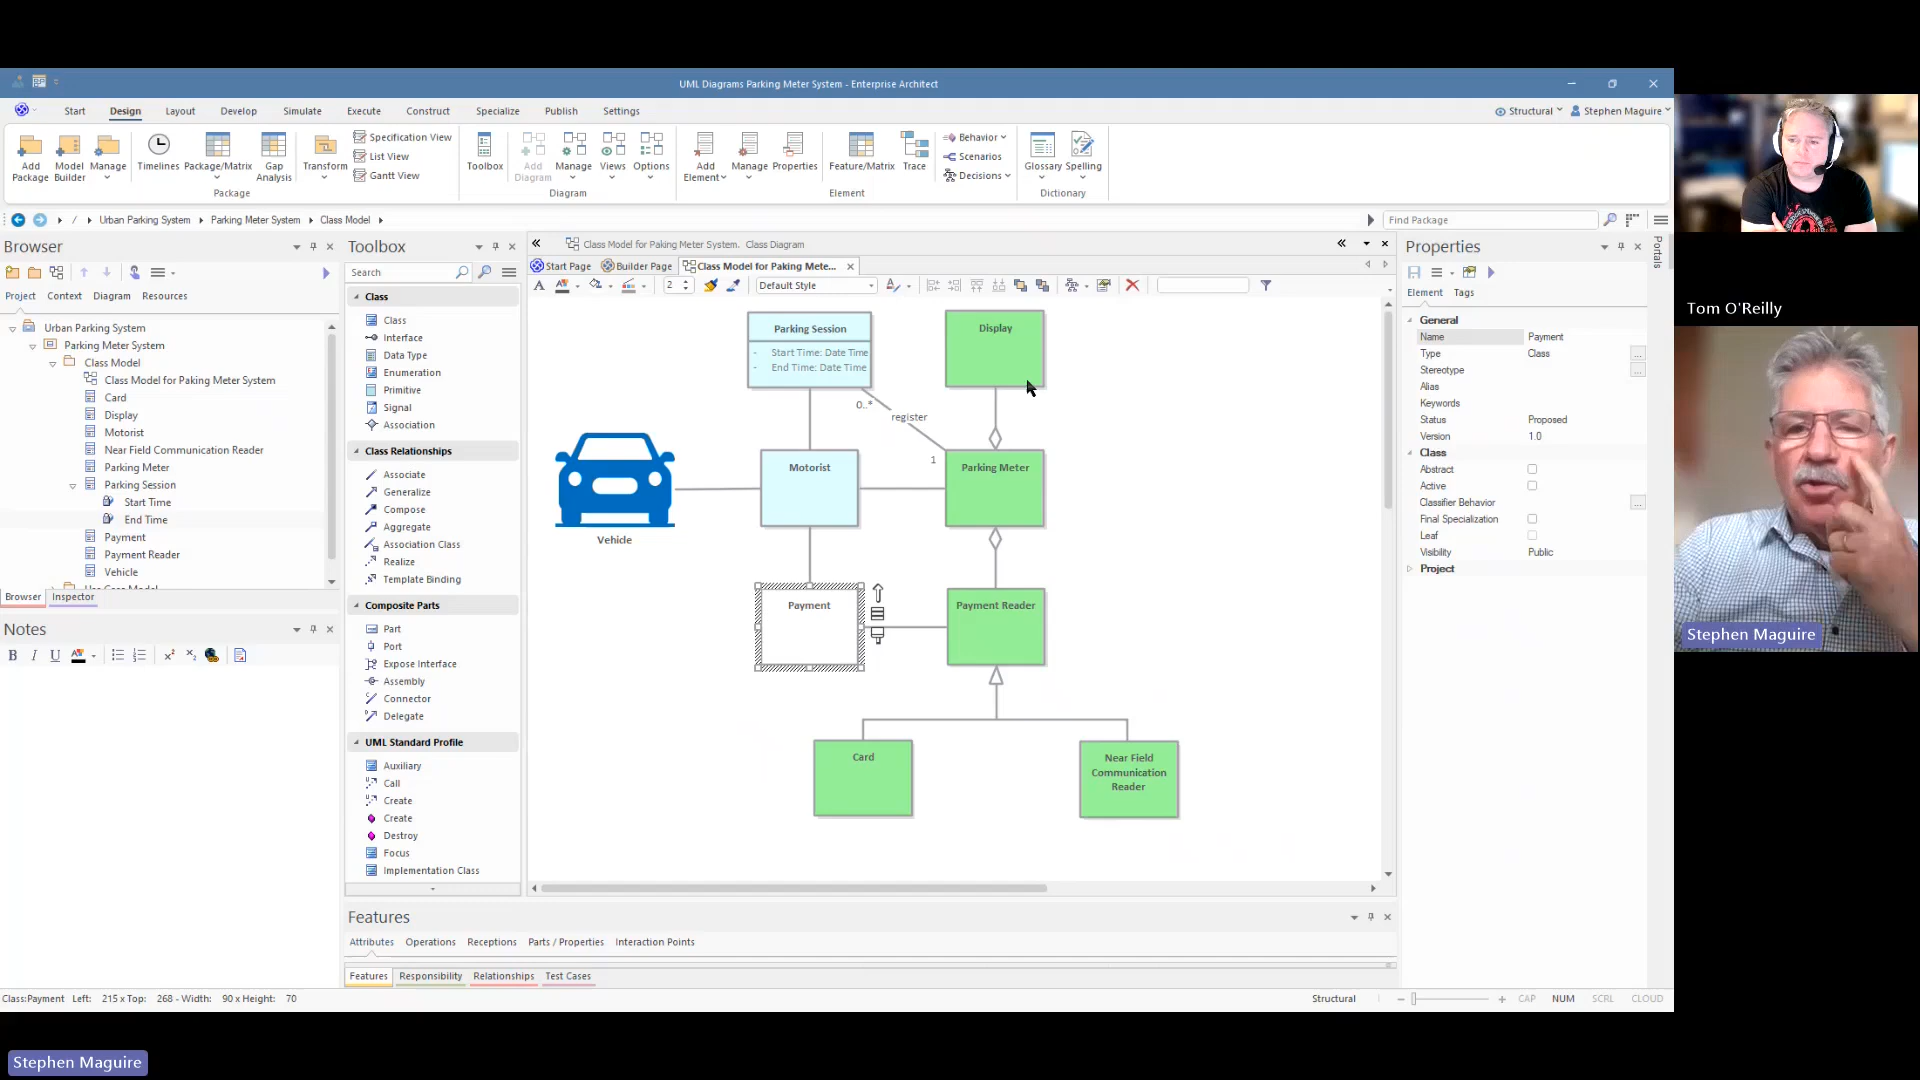 UML Diagrams Parking Meter System - Enterprise Architect
Start Design Layout Develop Simulate Execute Construct Specialize Publish Settings
Structural Stephen Maguire
Add Package
Model Builder
Manage
Timelines
Package/Matrix
Gap Analysis
Package
Transform
Specification View
List View
Gantt View
Toolbox
Add Diagram
Manage
Views
Options
Diagram
Add Element
Manage
Properties
Feature/Matrix
Trace
Behavior
Scenarios
Decisions
Element
Glossary
Spelling
Dictionary
/ Urban Parking System Parking Meter System Class Model
Find Package
Browser
Project Context Diagram Resources
Urban Parking System
Parking Meter System
Class Model
Class Model for Paking Meter System
Card
Display
Motorist
Near Field Communication Reader
Parking Meter
Parking Session
Start Time
End Time
Payment
Payment Reader
Vehicle
Use Case Model
Browser Inspector
Notes
B I U
Toolbox
Search
Class
Class
Interface
Data Type
Enumeration
Primitive
Signal
Association
Class Relationships
Associate
Generalize
Compose
Aggregate
Association Class
Realize
Template Binding
Composite Parts
Part
Port
Expose Interface
Assembly
Connector
Delegate
UML Standard Profile
Auxiliary
Call
Create
Create
Destroy
Focus
Implementation Class
Class Model for Paking Meter System. Class Diagram
Start Page Builder Page Class Model for Paking Mete...
2 Default Style
Parking Session
- Start Time: Date Time
- End Time: Date Time
Display
0..*
register
1
Motorist
Parking Meter
Vehicle
Payment
Payment Reader
Card
Near Field
Communication
Reader
Features
Attributes Operations Receptions Parts / Properties Interaction Points
Features Responsibility Relationships Test Cases
Properties
Element Tags
General
Name Payment
Type Class
Stereotype
Alias
Keywords
Status Proposed
Version 1.0
Class
Abstract
Active
Classifier Behavior
Final Specialization
Leaf
Visibility Public
Project
Portals
Class:Payment Left: 215 x Top: 268 - Width: 90 x Height: 70
Structural
CAP NUM SCRL CLOUD
Tom O'Reilly
Stephen Maguire
Stephen Maguire